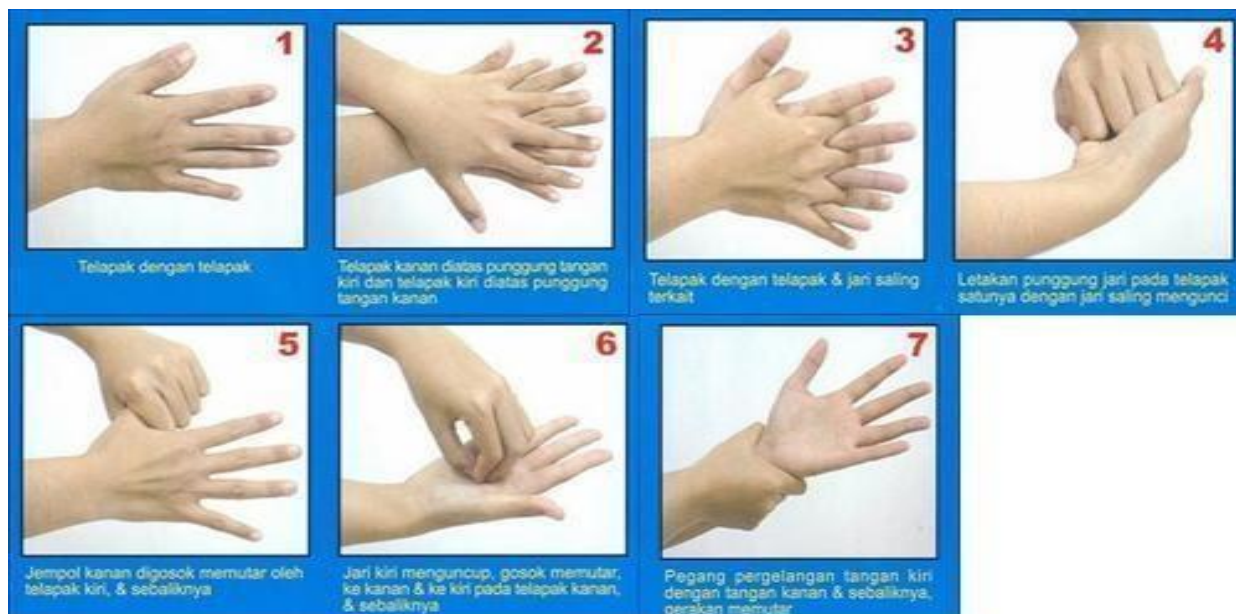 1
Telapak dengan telapak
2
Telapak kanan diatas punggung tangan
kiri dan telapak kiri diatas punggung
tangan kanan
3
Telapak dengan telapak & jari saling
terkait
4
Letakan punggung jari pada telapak
satunya dengan jari saling mengunci
5
Jempol kanan digosok memutar oleh
telapak kiri, & sebaliknya
6
Jari kiri menguncup, gosok memutar,
ke kanan & ke kiri pada telapak kanan,
& sebaliknya
7
Pegang pergelangan tangan kiri
dengan tangan kanan & sebaliknya,
gerakan memutar